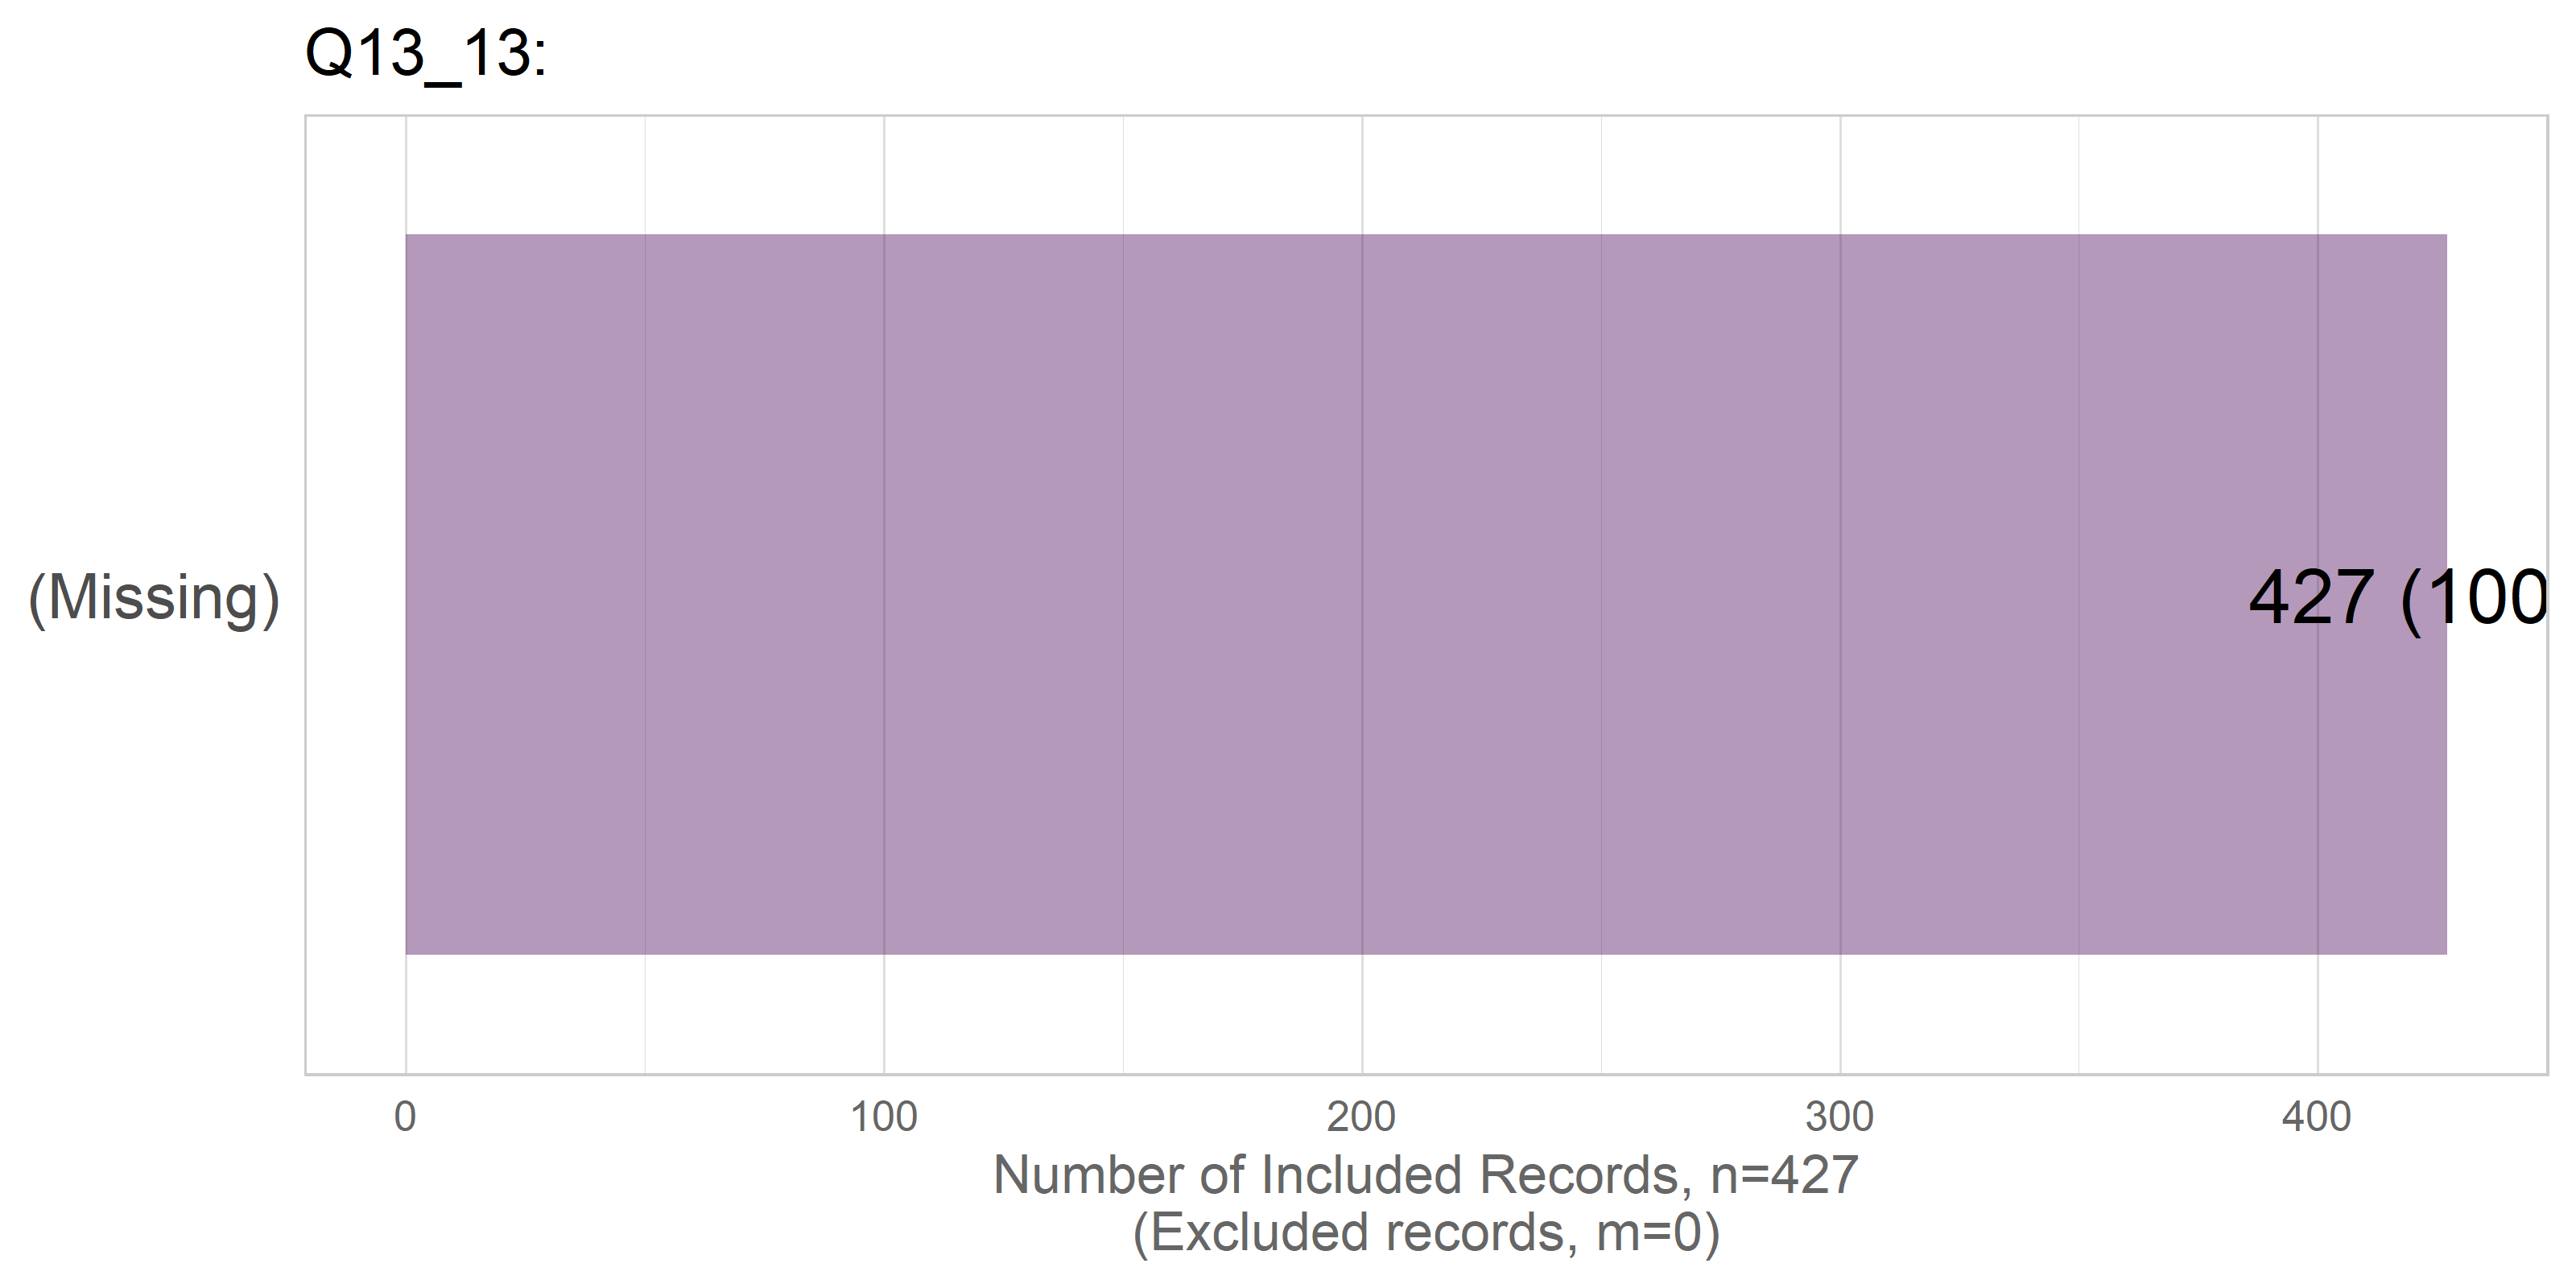 Q13_13:
(Missing)
427 (100
0 100 200 300 400
Number of Included Records, n=427
(Excluded records, m=0)